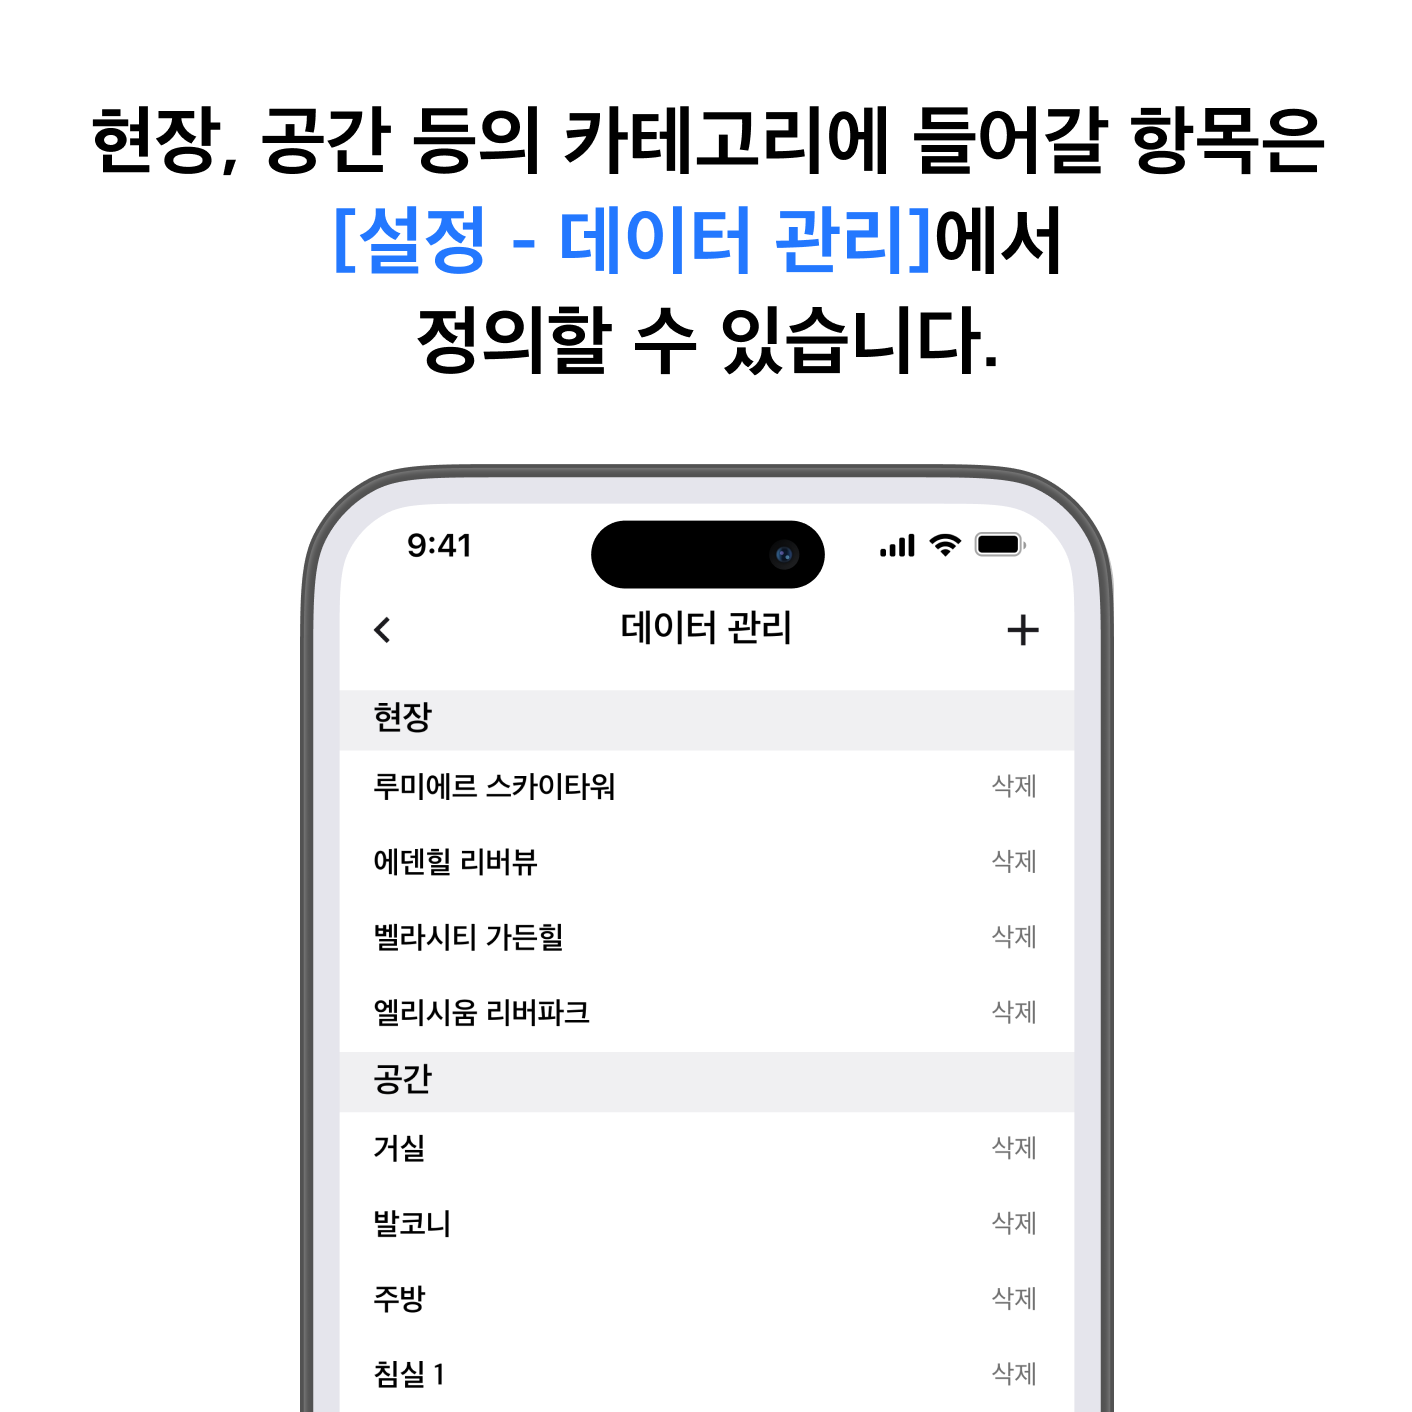 현장, 공간 등의 카테고리에 들어갈 항목은
[설정 - 데이터 관리]에서
정의할 수 있습니다.
9:41
데이터 관리
현장
루미에르 스카이타워 삭제
에덴힐 리버뷰 삭제
벨라시티 가든힐 삭제
엘리시움 리버파크 삭제
공간
거실 삭제
발코니 삭제
주방 삭제
침실 1 삭제